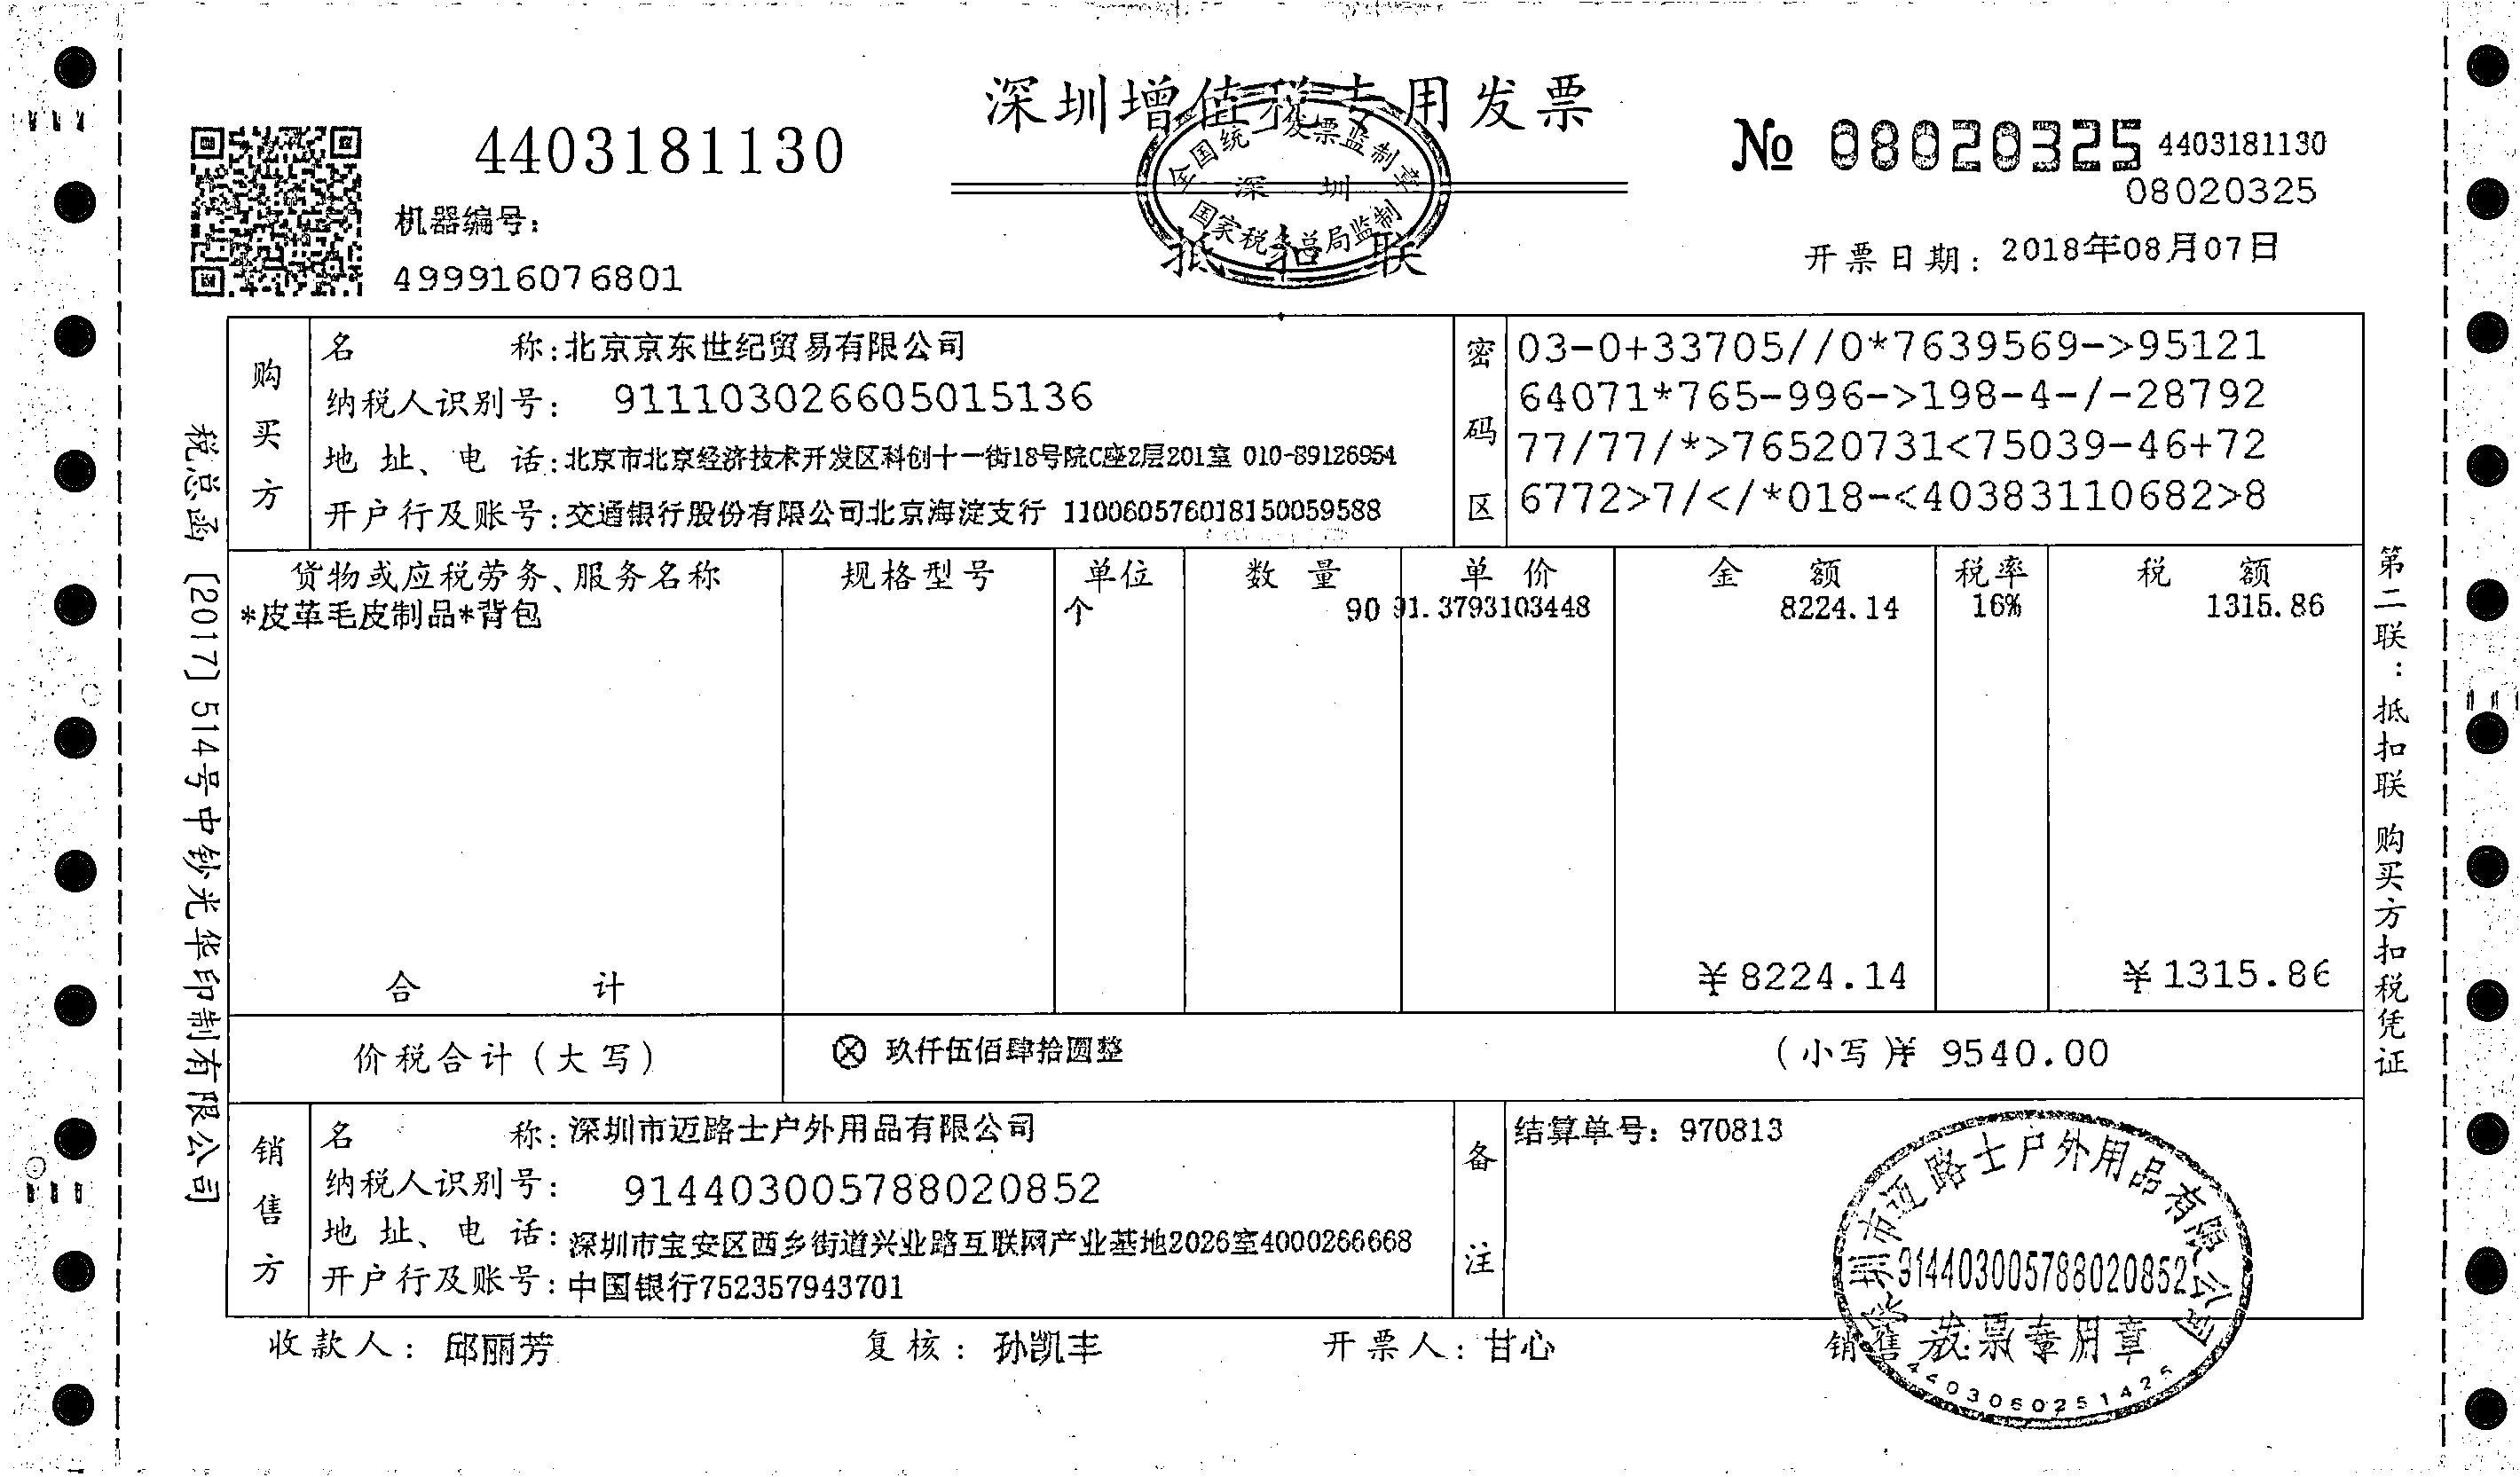 深圳增值税专用发票
4403181130
№ 08020325
4403181130
08020325
全国统一发票监制章
深圳
国家税务总局监制
抵扣联
机器编号:
499916076801
开票日期: 2018年08月07日
购买方
名称: 北京京东世纪贸易有限公司
纳税人识别号: 911103026605015136
地址、电话: 北京市北京经济技术开发区科创十一街18号院C座2层201室 010-89126954
开户行及账号: 交通银行股份有限公司北京海淀支行 110060576018150059588
密码区
03-0+33705//0*7639569->95121
64071*765-996->198-4-/-28792
77/77/*>76520731<75039-46+72
6772>7/</*018-<40383110682>8
货物或应税劳务、服务名称 规格型号 单位 数量 单价 金额 税率 税额
*皮革毛皮制品*背包 个 90 91.3793103448 8224.14 16% 1315.86
合计 ¥8224.14 ¥1315.86
价税合计(大写) ⊗ 玖仟伍佰肆拾圆整 (小写)¥ 9540.00
销售方
名称: 深圳市迈路士户外用品有限公司
纳税人识别号: 914403005788020852
地址、电话: 深圳市宝安区西乡街道兴业路互联网产业基地2026室4000266668
开户行及账号: 中国银行752357943701
备注
结算单号: 970813
收款人: 邱丽芳 复核: 孙凯丰 开票人: 甘心 销售方:
深圳市迈路士户外用品有限公司
914403005788020852
发票专用章
税总函〔2017〕514号中钞光华印制有限公司
第二联:抵扣联 购买方扣税凭证